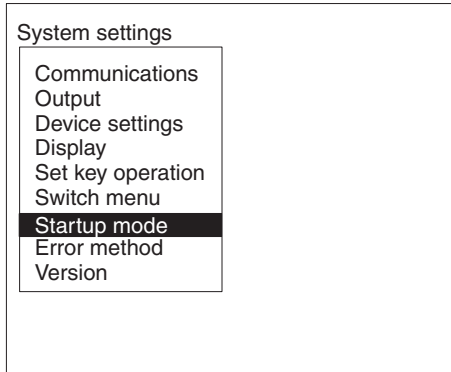 System settings
Communications
Output
Device settings
Display
Set key operation
Switch menu
Startup mode
Error method
Version